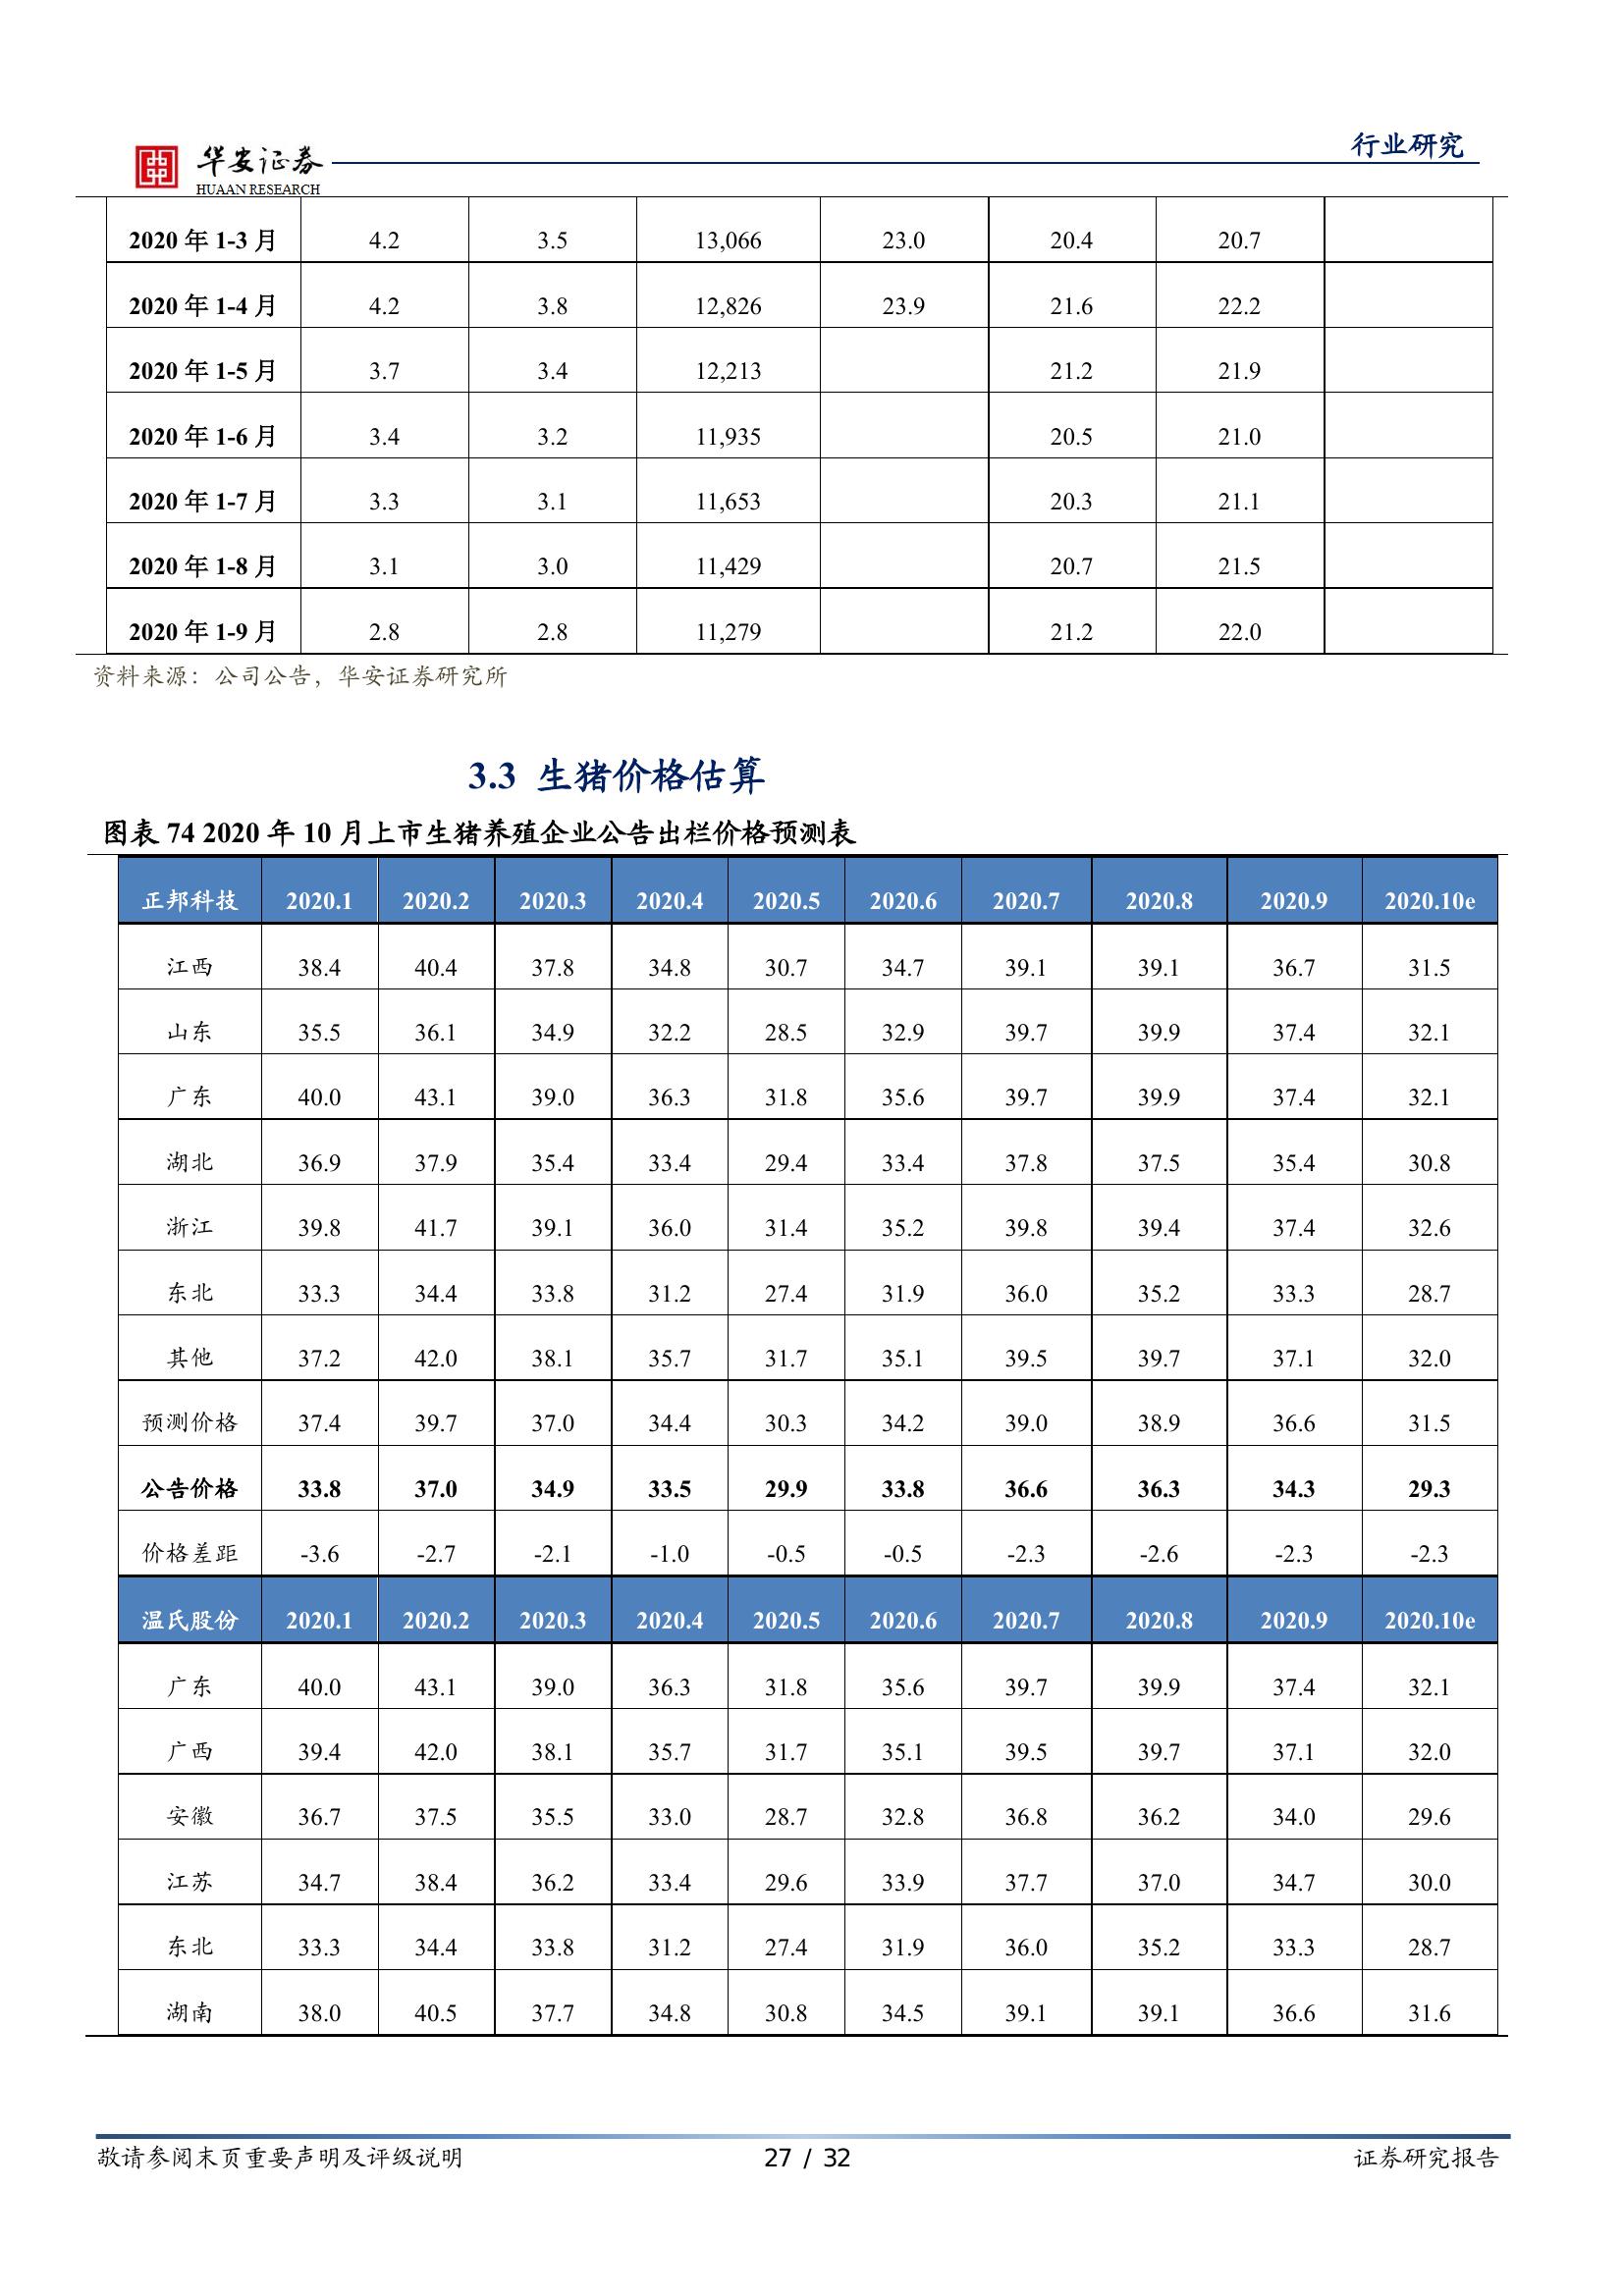 行业研究
华安证券
HUAAN RESEARCH
2020 年 1-3 月 4.2 3.5 13,066 23.0 20.4 20.7
2020 年 1-4 月 4.2 3.8 12,826 23.9 21.6 22.2
2020 年 1-5 月 3.7 3.4 12,213 21.2 21.9
2020 年 1-6 月 3.4 3.2 11,935 20.5 21.0
2020 年 1-7 月 3.3 3.1 11,653 20.3 21.1
2020 年 1-8 月 3.1 3.0 11,429 20.7 21.5
2020 年 1-9 月 2.8 2.8 11,279 21.2 22.0
资料来源：公司公告，华安证券研究所
3.3 生猪价格估算
图表 74 2020 年 10 月上市生猪养殖企业公告出栏价格预测表
正邦科技 2020.1 2020.2 2020.3 2020.4 2020.5 2020.6 2020.7 2020.8 2020.9 2020.10e
江西 38.4 40.4 37.8 34.8 30.7 34.7 39.1 39.1 36.7 31.5
山东 35.5 36.1 34.9 32.2 28.5 32.9 39.7 39.9 37.4 32.1
广东 40.0 43.1 39.0 36.3 31.8 35.6 39.7 39.9 37.4 32.1
湖北 36.9 37.9 35.4 33.4 29.4 33.4 37.8 37.5 35.4 30.8
浙江 39.8 41.7 39.1 36.0 31.4 35.2 39.8 39.4 37.4 32.6
东北 33.3 34.4 33.8 31.2 27.4 31.9 36.0 35.2 33.3 28.7
其他 37.2 42.0 38.1 35.7 31.7 35.1 39.5 39.7 37.1 32.0
预测价格 37.4 39.7 37.0 34.4 30.3 34.2 39.0 38.9 36.6 31.5
公告价格 33.8 37.0 34.9 33.5 29.9 33.8 36.6 36.3 34.3 29.3
价格差距 -3.6 -2.7 -2.1 -1.0 -0.5 -0.5 -2.3 -2.6 -2.3 -2.3
温氏股份 2020.1 2020.2 2020.3 2020.4 2020.5 2020.6 2020.7 2020.8 2020.9 2020.10e
广东 40.0 43.1 39.0 36.3 31.8 35.6 39.7 39.9 37.4 32.1
广西 39.4 42.0 38.1 35.7 31.7 35.1 39.5 39.7 37.1 32.0
安徽 36.7 37.5 35.5 33.0 28.7 32.8 36.8 36.2 34.0 29.6
江苏 34.7 38.4 36.2 33.4 29.6 33.9 37.7 37.0 34.7 30.0
东北 33.3 34.4 33.8 31.2 27.4 31.9 36.0 35.2 33.3 28.7
湖南 38.0 40.5 37.7 34.8 30.8 34.5 39.1 39.1 36.6 31.6
敬请参阅末页重要声明及评级说明 27 / 32 证券研究报告